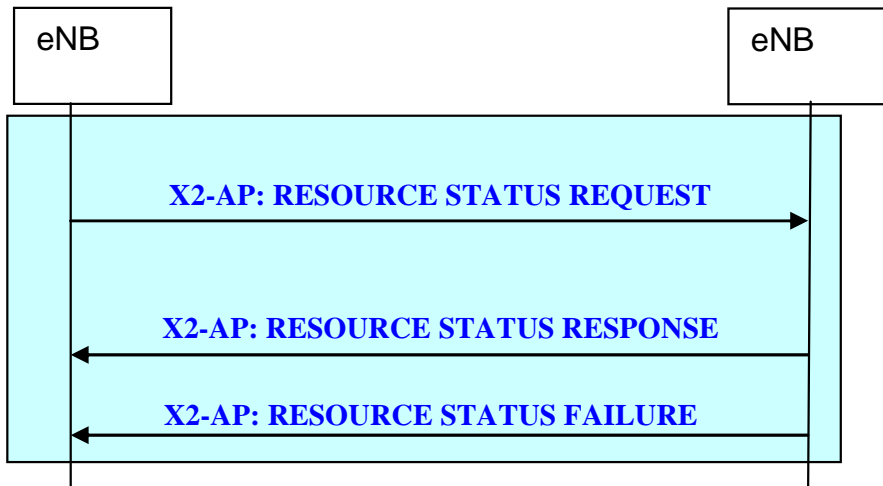 eNB
eNB
X2-AP: RESOURCE STATUS REQUEST
X2-AP: RESOURCE STATUS RESPONSE
X2-AP: RESOURCE STATUS FAILURE